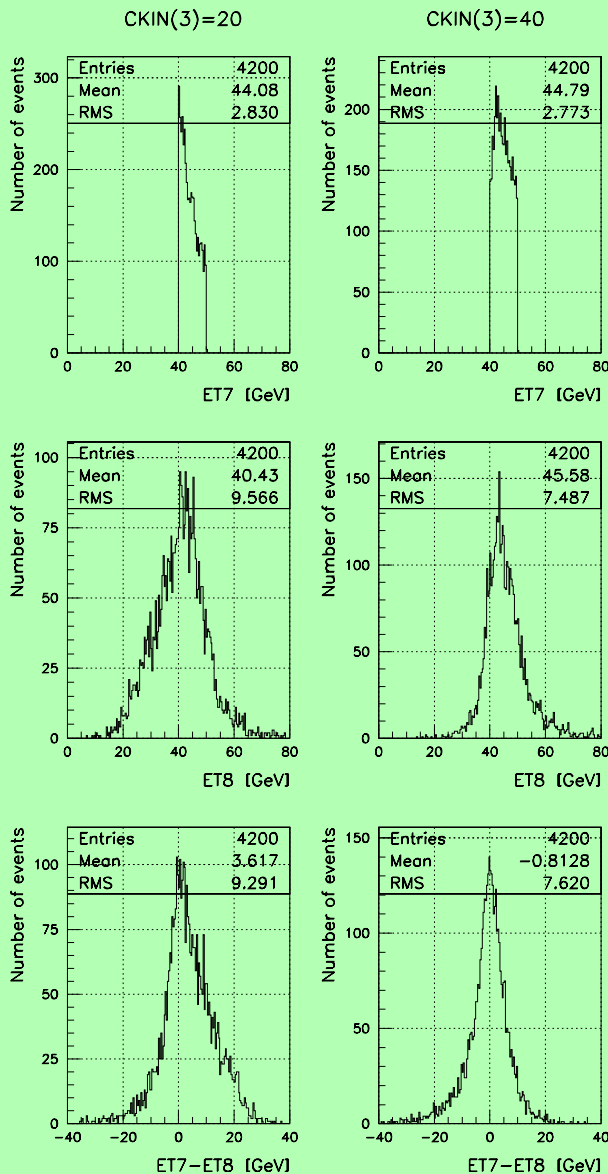 CKIN(3)=20
CKIN(3)=40
Number of events
300
200
100
0
Entries 4200
Mean 44.08
RMS 2.830
0 20 40 60 80
ET7 [GeV]
Number of events
200
150
100
50
0
Entries 4200
Mean 44.79
RMS 2.773
0 20 40 60 80
ET7 [GeV]
Number of events
100
75
50
25
0
Entries 4200
Mean 40.43
RMS 9.566
0 20 40 60 80
ET8 [GeV]
Number of events
150
100
50
0
Entries 4200
Mean 45.58
RMS 7.487
0 20 40 60 80
ET8 [GeV]
Number of events
100
75
50
25
0
Entries 4200
Mean 3.617
RMS 9.291
−40 −20 0 20 40
ET7−ET8 [GeV]
Number of events
150
100
50
0
Entries 4200
Mean −0.8128
RMS 7.620
−40 −20 0 20 40
ET7−ET8 [GeV]